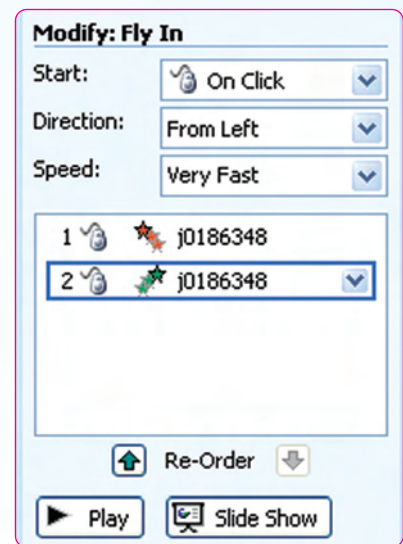 Modify: Fly In
Start: On Click
Direction: From Left
Speed: Very Fast
1 j0186348
2 j0186348
Re-Order
Play Slide Show